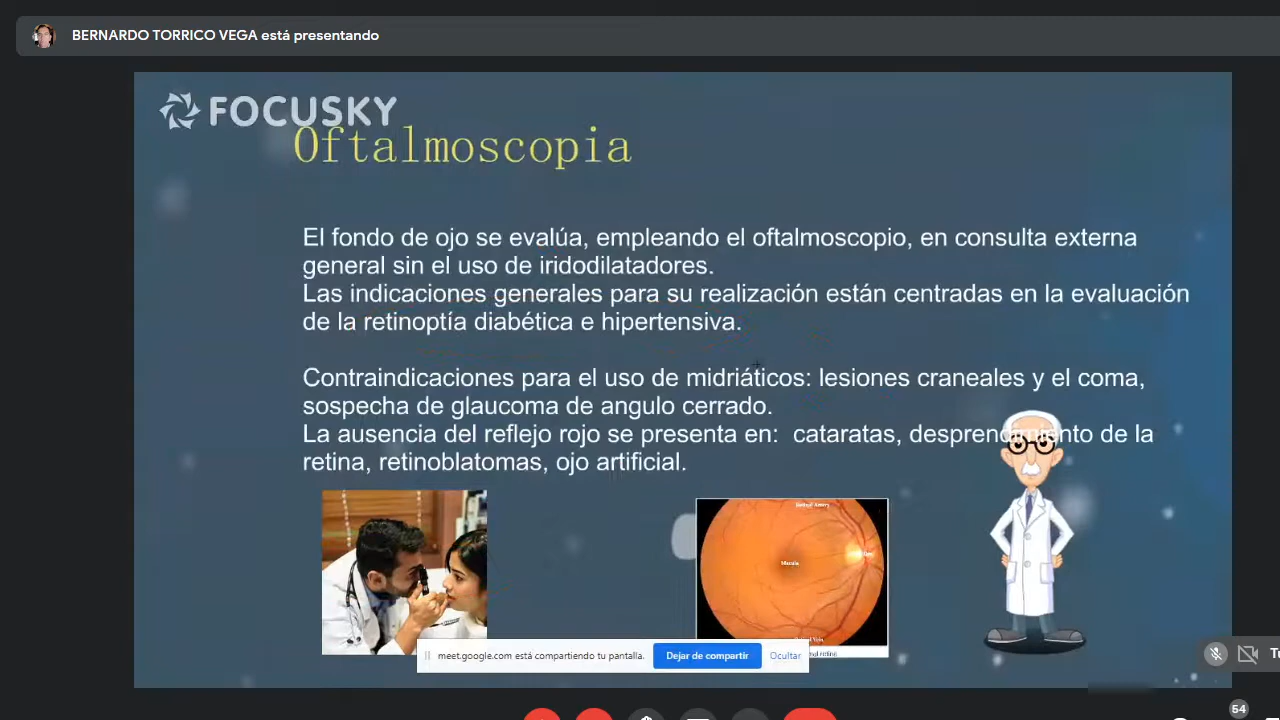 BERNARDO TORRICO VEGA está presentando
FOCUSKY
Oftalmoscopia
El fondo de ojo se evalúa, empleando el oftalmoscopio, en consulta externa
general sin el uso de iridodilatadores.
Las indicaciones generales para su realización están centradas en la evaluación
de la retinoptía diabética e hipertensiva.
Contraindicaciones para el uso de midriáticos: lesiones craneales y el coma,
sospecha de glaucoma de angulo cerrado.
La ausencia del reflejo rojo se presenta en: cataratas, desprendimiento de la
retina, retinoblatomas, ojo artificial.
Retinal Artery
Macula
meet.google.com está compartiendo tu pantalla.
Dejar de compartir
Ocultar
54